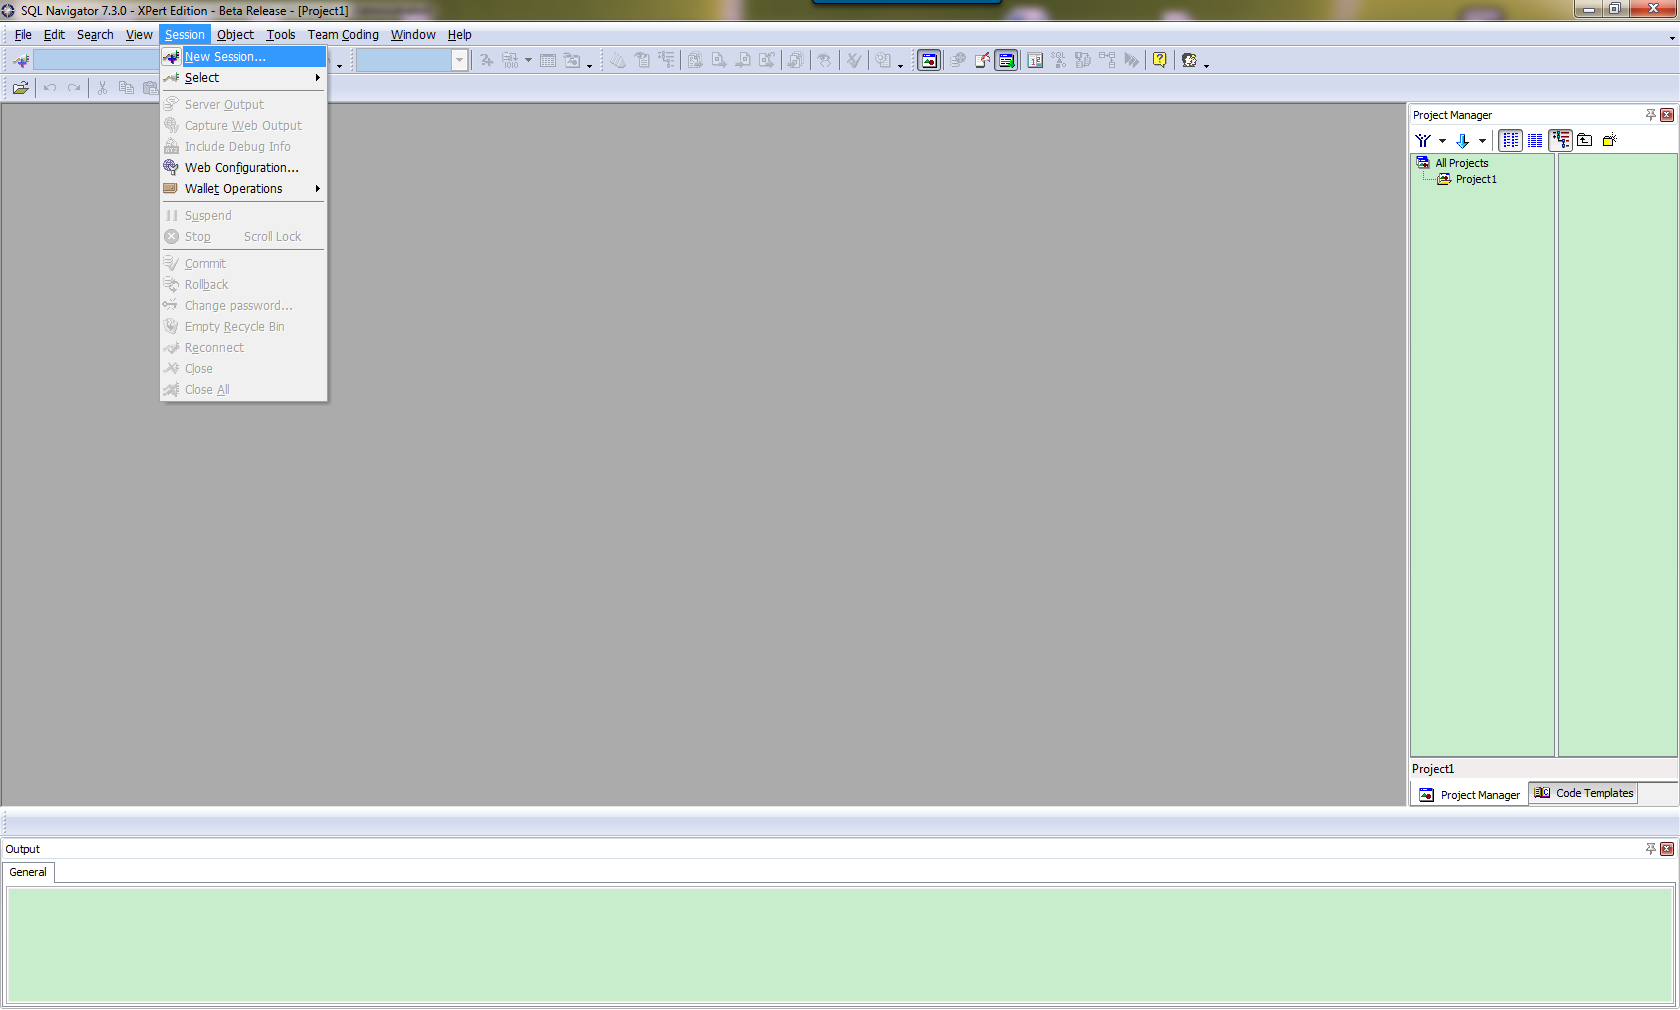 SQL Navigator 7.3.0 - XPert Edition - Beta Release - [Project1]
File Edit Search View Session Object Tools Team Coding Window Help
New Session...
Select
Server Output
Capture Web Output
Include Debug Info
Web Configuration...
Wallet Operations
Suspend
Stop Scroll Lock
Commit
Rollback
Change password...
Empty Recycle Bin
Reconnect
Close
Close All
Project Manager
All Projects
Project1
Project1
Project Manager Code Templates
Output
General